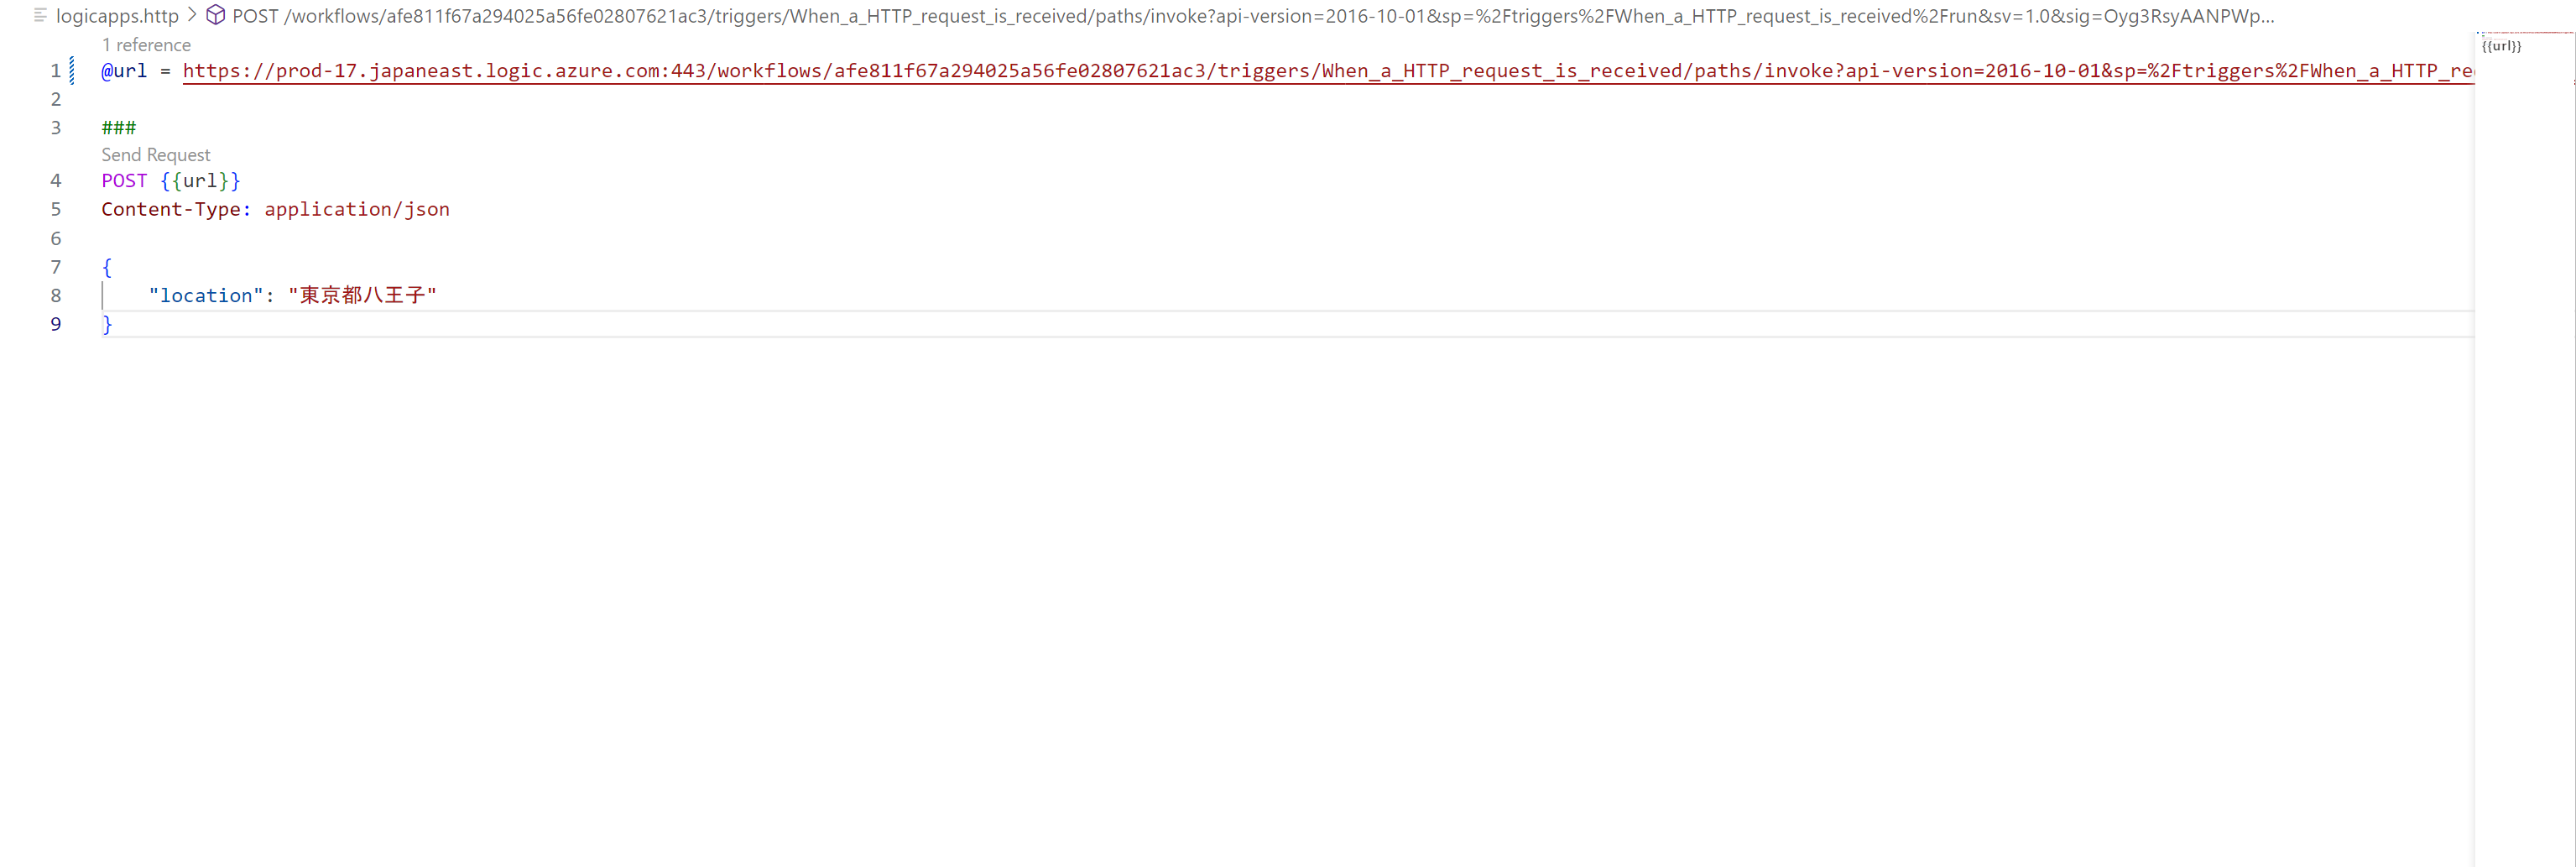 logicapps.http > POST /workflows/afe811f67a294025a56fe02807621ac3/triggers/When_a_HTTP_request_is_received/paths/invoke?api-version=2016-10-01&sp=%2Ftriggers%2FWhen_a_HTTP_request_is_received%2Frun&sv=1.0&sig=Oyg3RsyAANPWp...
1 reference
1 @url = https://prod-17.japaneast.logic.azure.com:443/workflows/afe811f67a294025a56fe02807621ac3/triggers/When_a_HTTP_request_is_received/paths/invoke?api-version=2016-10-01&sp=%2Ftriggers%2FWhen_a_HTTP_re
2
3 ###
Send Request
4 POST {{url}}
5 Content-Type: application/json
6
7 {
8 "location": "東京都八王子"
9 }
{{url}}